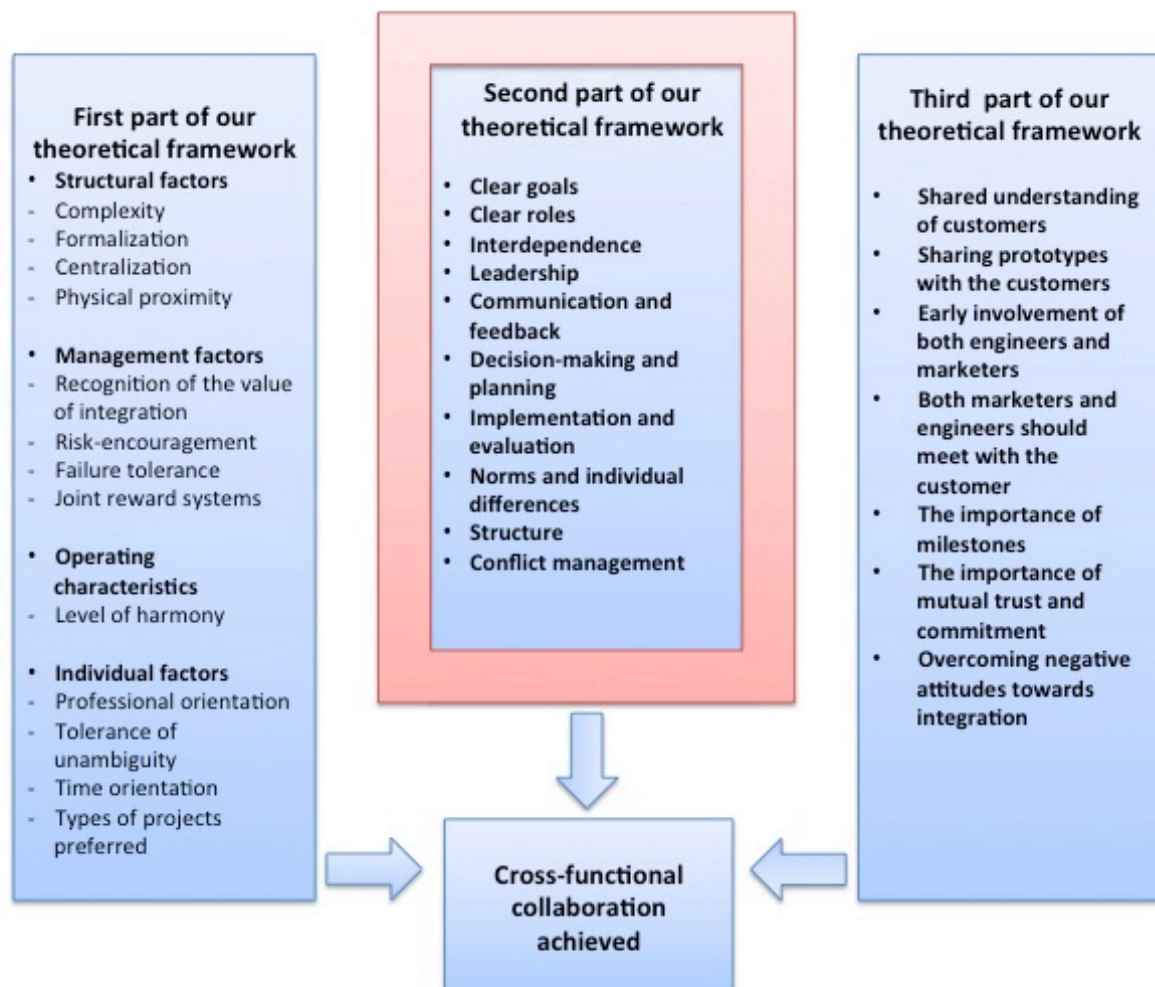 First part of our
theoretical framework
• Structural factors
- Complexity
- Formalization
- Centralization
- Physical proximity
• Management factors
- Recognition of the value
of integration
- Risk-encouragement
- Failure tolerance
- Joint reward systems
• Operating
characteristics
- Level of harmony
• Individual factors
- Professional orientation
- Tolerance of
unambiguity
- Time orientation
- Types of projects
preferred
Second part of our
theoretical framework
• Clear goals
• Clear roles
• Interdependence
• Leadership
• Communication and
feedback
• Decision-making and
planning
• Implementation and
evaluation
• Norms and individual
differences
• Structure
• Conflict management
Third part of our
theoretical framework
• Shared understanding
of customers
• Sharing prototypes
with the customers
• Early involvement of
both engineers and
marketers
• Both marketers and
engineers should
meet with the
customer
• The importance of
milestones
• The importance of
mutual trust and
commitment
• Overcoming negative
attitudes towards
integration
Cross-functional
collaboration
achieved